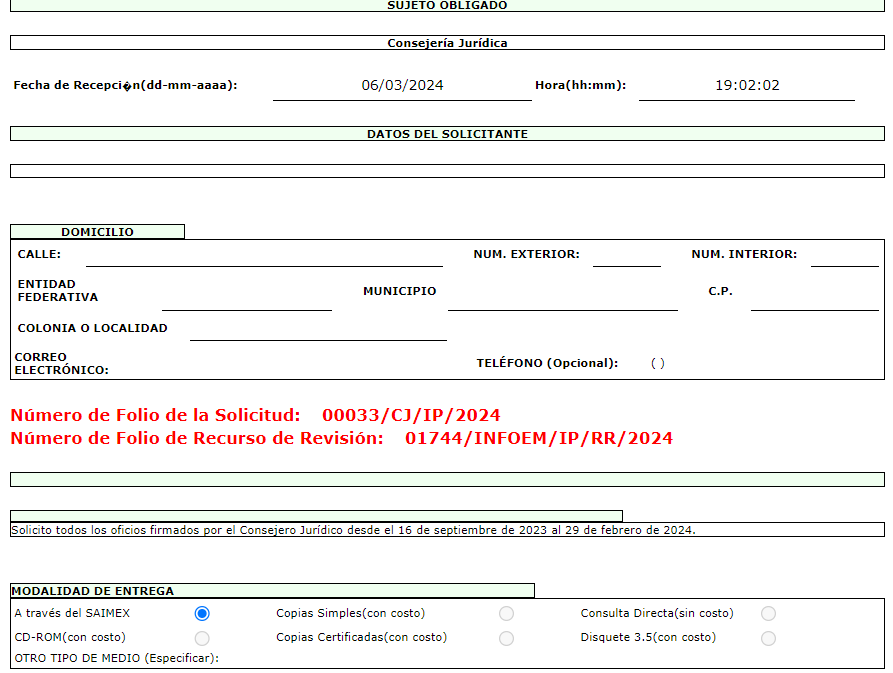 SUJETO OBLIGADO
Consejería Jurídica
Fecha de Recepci�n(dd-mm-aaaa): 06/03/2024 Hora(hh:mm): 19:02:02
DATOS DEL SOLICITANTE
DOMICILIO
CALLE: NUM. EXTERIOR: NUM. INTERIOR:
ENTIDAD
FEDERATIVA MUNICIPIO C.P.
COLONIA O LOCALIDAD
CORREO
ELECTRÓNICO: TELÉFONO (Opcional): ( )
Número de Folio de la Solicitud: 00033/CJ/IP/2024
Número de Folio de Recurso de Revisión: 01744/INFOEM/IP/RR/2024
Solicito todos los oficios firmados por el Consejero Jurídico desde el 16 de septiembre de 2023 al 29 de febrero de 2024.
MODALIDAD DE ENTREGA
A través del SAIMEX Copias Simples(con costo) Consulta Directa(sin costo)
CD-ROM(con costo) Copias Certificadas(con costo) Disquete 3.5(con costo)
OTRO TIPO DE MEDIO (Especificar):